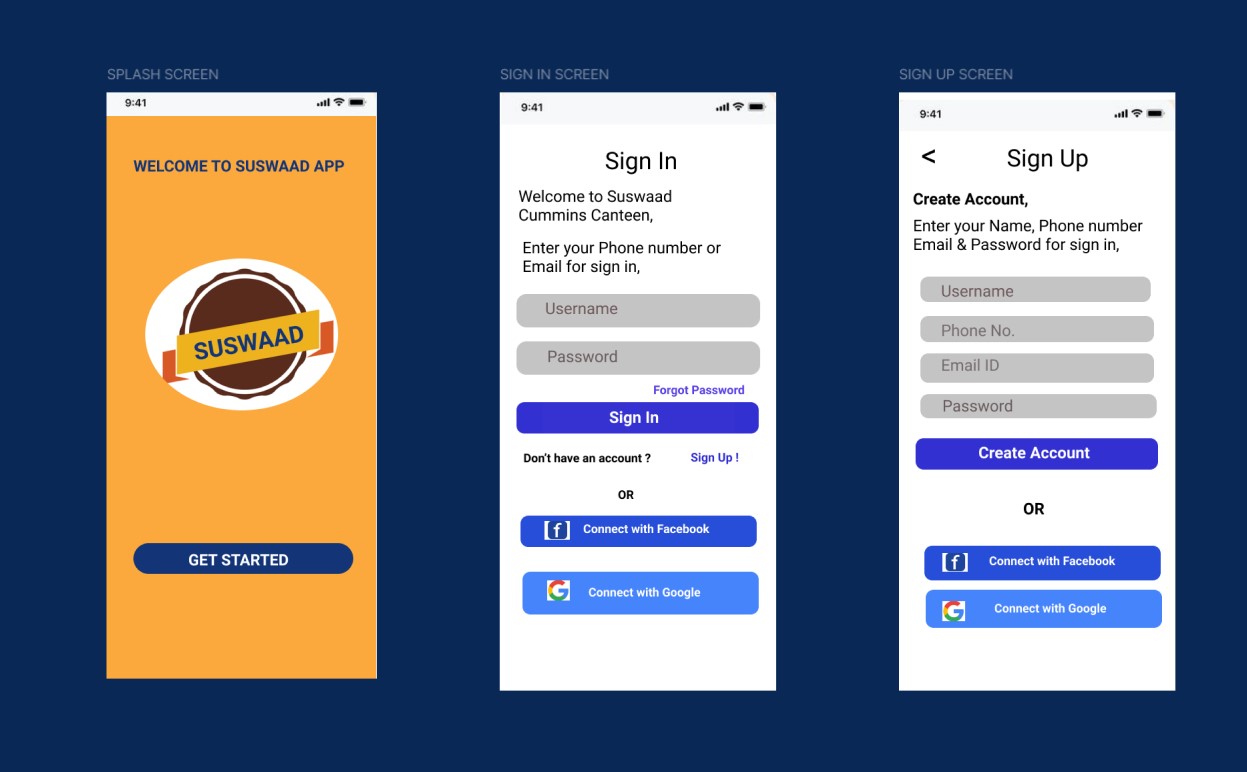 SPLASH SCREEN
9:41
WELCOME TO SUSWAAD APP
SUSWAAD
GET STARTED
SIGN IN SCREEN
9:41
Sign In
Welcome to Suswaad
Cummins Canteen,
Enter your Phone number or
Email for sign in,
Username
Password
Forgot Password
Sign In
Don't have an account ? Sign Up !
OR
f Connect with Facebook
G Connect with Google
SIGN UP SCREEN
9:41
< Sign Up
Create Account,
Enter your Name, Phone number
Email & Password for sign in,
Username
Phone No.
Email ID
Password
Create Account
OR
f Connect with Facebook
G Connect with Google